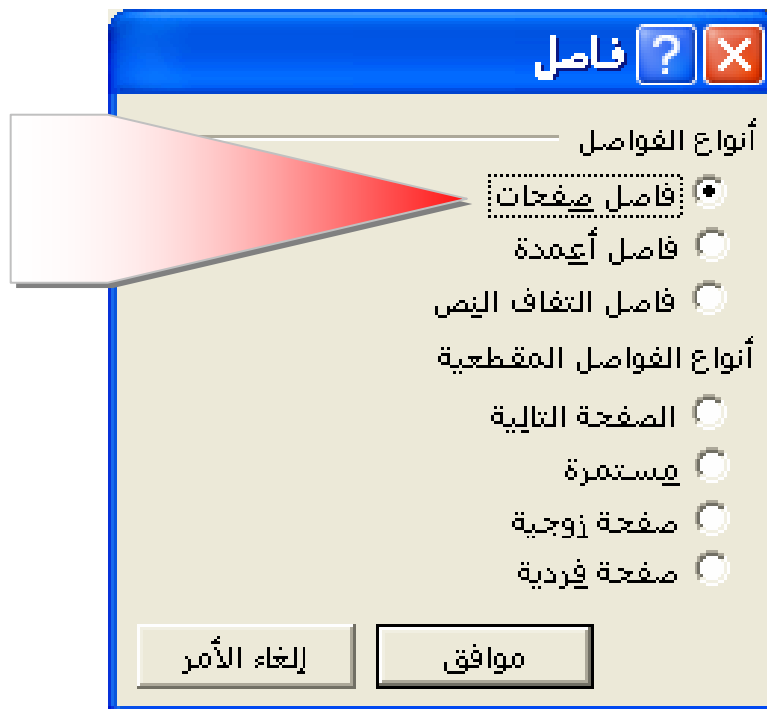 فاصل
أنواع الفواصل
فاصل صفحات
فاصل أعمدة
فاصل التفاف النص
أنواع الفواصل المقطعية
الصفحة التالية
مستمرة
صفحة زوجية
صفحة فردية
موافق
إلغاء الأمر